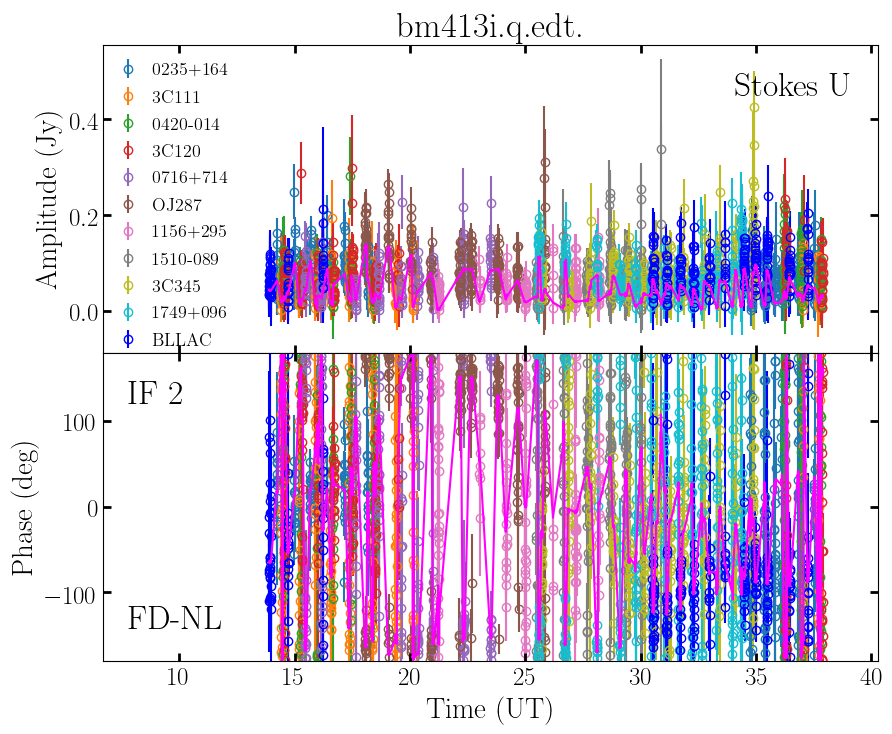 bm413i.q.edt.
Stokes U
0235+164
3C111
0420-014
3C120
0716+714
OJ287
1156+295
1510-089
3C345
1749+096
BLLAC
Amplitude (Jy)
0.4
0.2
0.0
IF 2
FD-NL
Phase (deg)
100
0
−100
10 15 20 25 30 35 40
Time (UT)